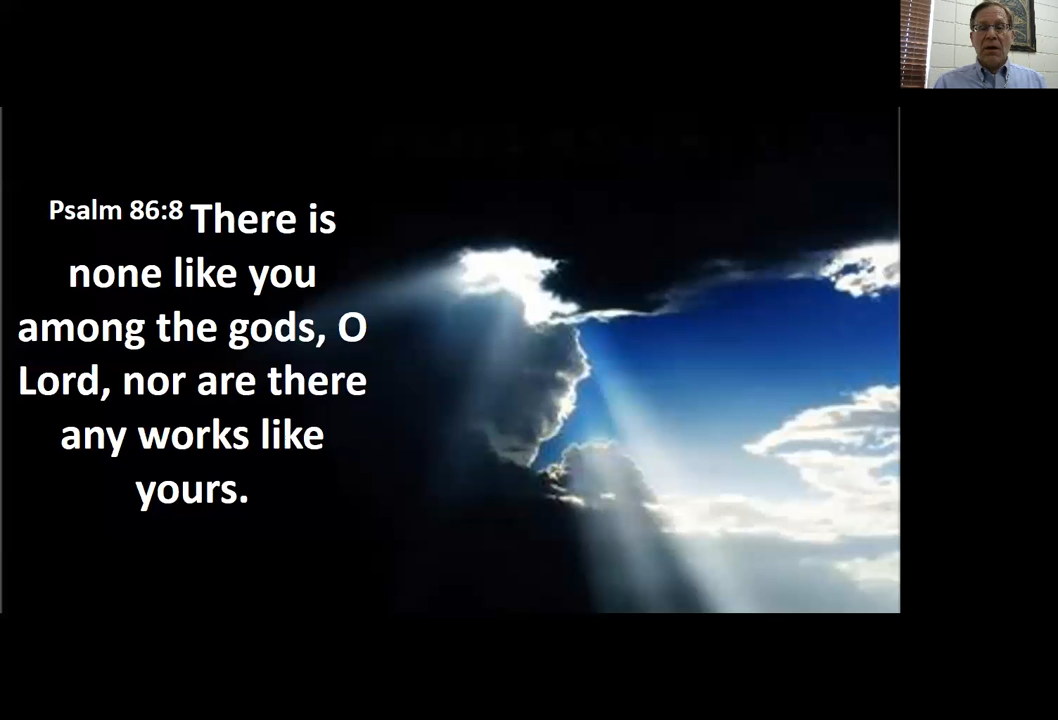 Psalm 86:8 There is
none like you
among the gods, O
Lord, nor are there
any works like
yours.